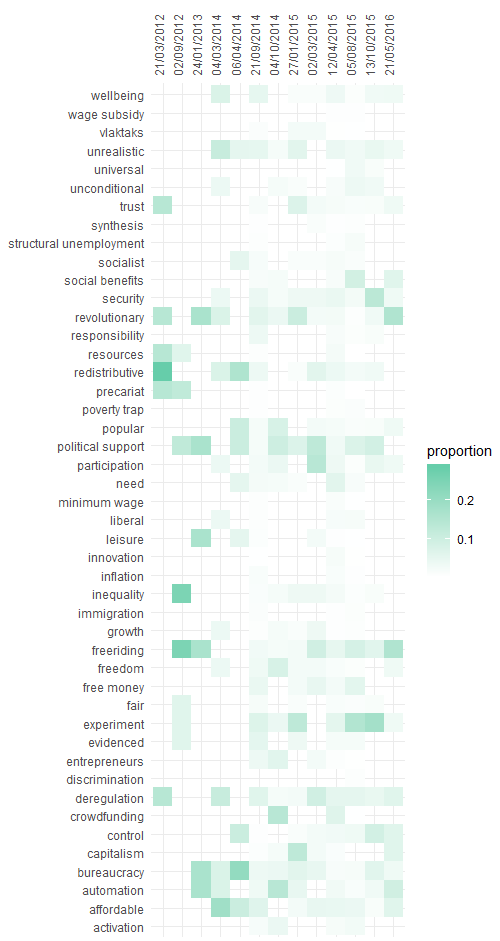 21/03/2012
02/09/2012
24/01/2013
04/03/2014
06/04/2014
21/09/2014
04/10/2014
27/01/2015
02/03/2015
12/04/2015
05/08/2015
13/10/2015
21/05/2016
wellbeing
wage subsidy
vlaktaks
unrealistic
universal
unconditional
trust
synthesis
structural unemployment
socialist
social benefits
security
revolutionary
responsibility
resources
redistributive
precariat
poverty trap
popular
political support
participation
need
minimum wage
liberal
leisure
innovation
inflation
inequality
immigration
growth
freeriding
freedom
free money
fair
experiment
evidenced
entrepreneurs
discrimination
deregulation
crowdfunding
control
capitalism
bureaucracy
automation
affordable
activation
proportion
0.2
0.1